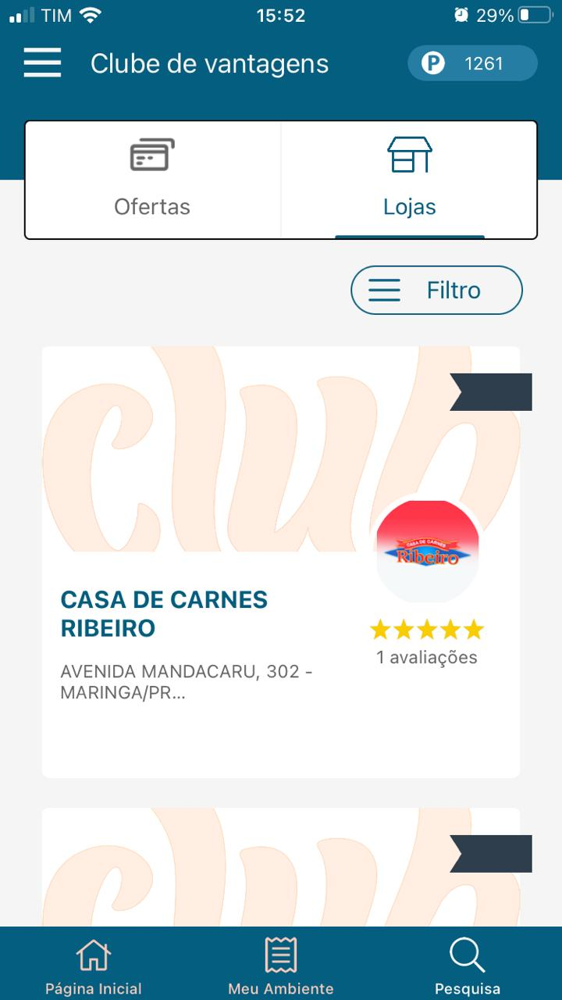 TIM 15:52 29%
Clube de vantagens P 1261
Ofertas Lojas
Filtro
club
CASA DE CARNES
Ribeiro
CASA DE CARNES
RIBEIRO
1 avaliações
AVENIDA MANDACARU, 302 -
MARINGA/PR...
club
Página Inicial Meu Ambiente Pesquisa